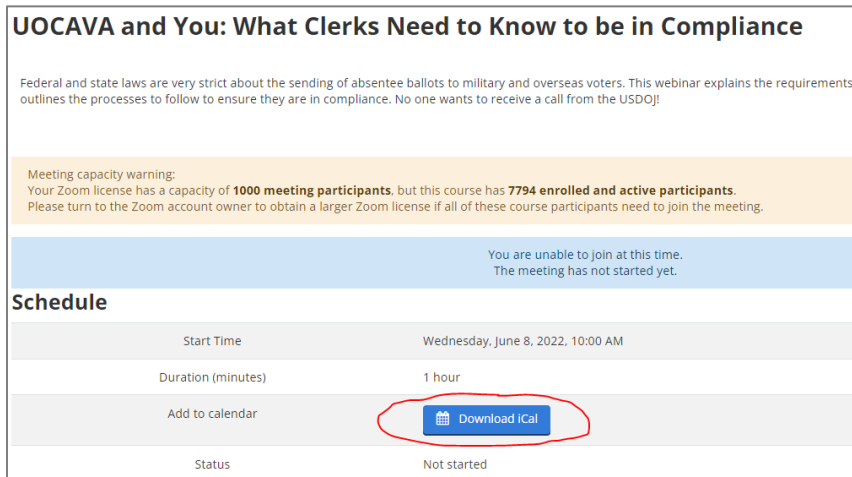 UOCAVA and You: What Clerks Need to Know to be in Compliance
Federal and state laws are very strict about the sending of absentee ballots to military and overseas voters. This webinar explains the requirements
outlines the processes to follow to ensure they are in compliance. No one wants to receive a call from the USDOJ!
Meeting capacity warning:
Your Zoom license has a capacity of 1000 meeting participants, but this course has 7794 enrolled and active participants.
Please turn to the Zoom account owner to obtain a larger Zoom license if all of these course participants need to join the meeting.
You are unable to join at this time.
The meeting has not started yet.
Schedule
Start Time Wednesday, June 8, 2022, 10:00 AM
Duration (minutes) 1 hour
Add to calendar Download iCal
Status Not started